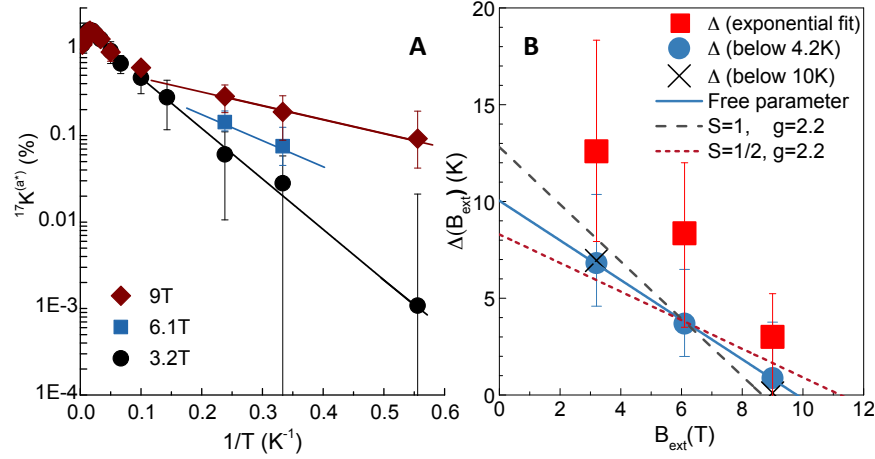 A
1
0.1
0.01
1E-3
1E-4
¹⁷K⁽ᵃ*⁾ (%)
9T
6.1T
3.2T
0.0 0.1 0.2 0.3 0.4 0.5 0.6
1/T (K⁻¹)
B
20
15
10
5
0
Δ(B_ext) (K)
Δ (exponential fit)
Δ (below 4.2K)
Δ (below 10K)
Free parameter
S=1, g=2.2
S=1/2, g=2.2
0 2 4 6 8 10 12
B_ext(T)